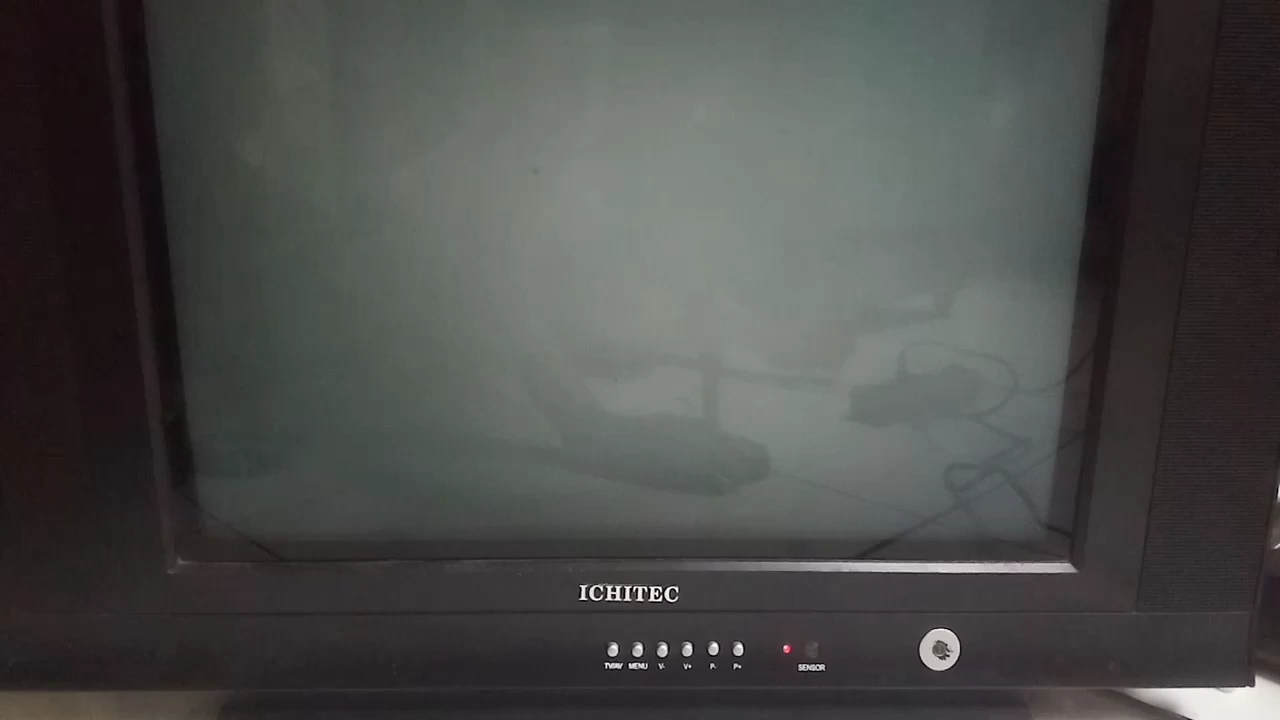 ICHITEC
TV/AV MENU V- V+ P- P+ SENSOR